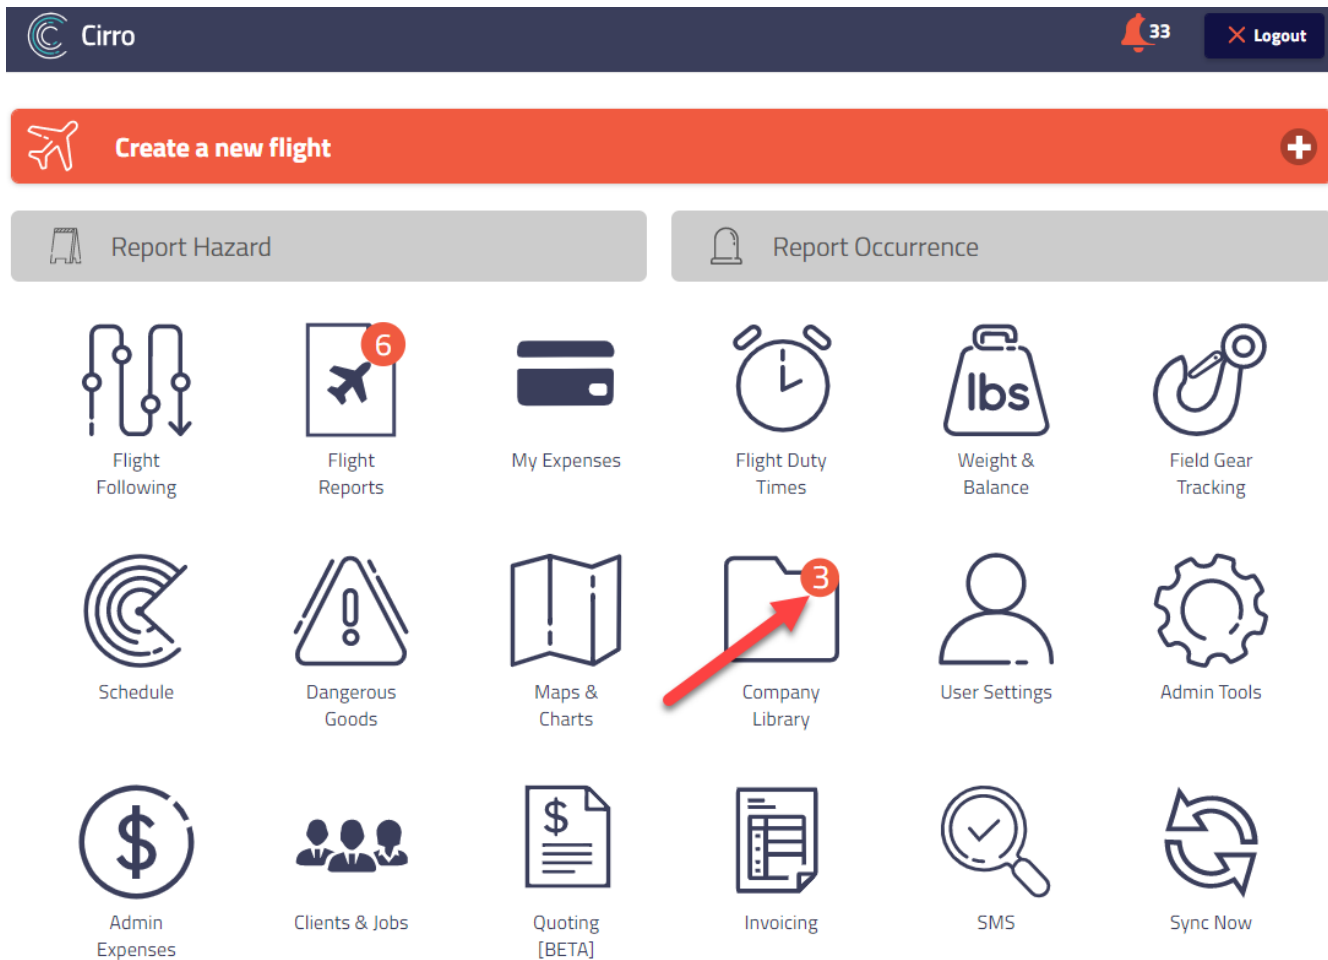 Cirro
33
Logout
Create a new flight
Report Hazard
Report Occurrence
6
lbs
Flight
Following
Flight
Reports
My Expenses
Flight Duty
Times
Weight &
Balance
Field Gear
Tracking
3
Schedule
Dangerous
Goods
Maps &
Charts
Company
Library
User Settings
Admin Tools
$
$
Admin
Expenses
Clients & Jobs
Quoting
[BETA]
Invoicing
SMS
Sync Now